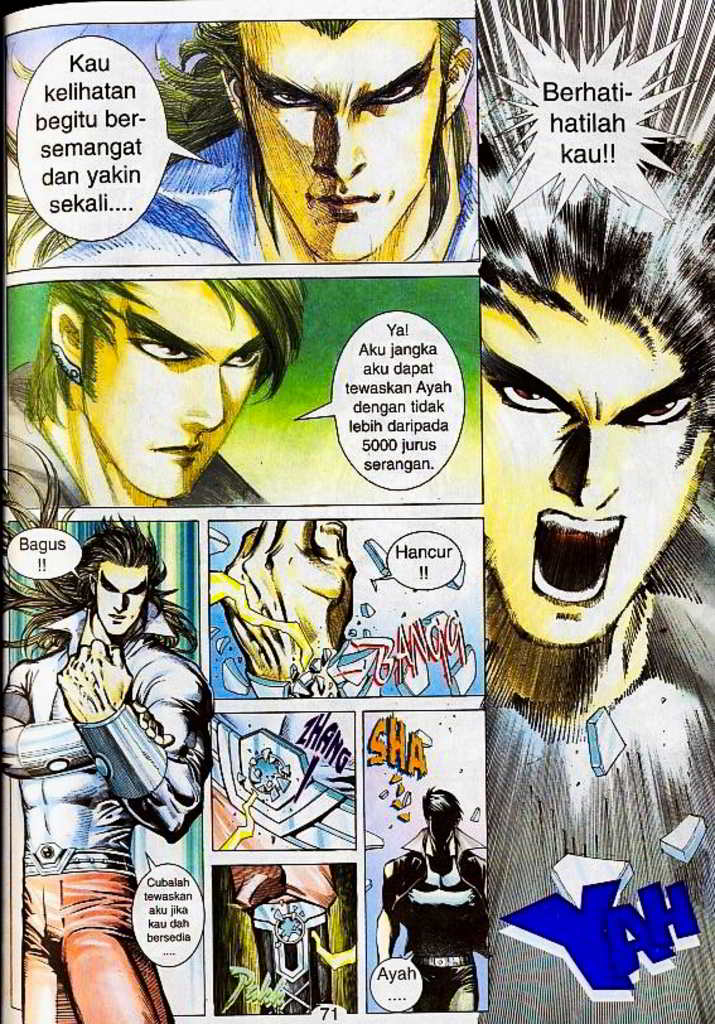 Kau
kelihatan
begitu ber-
semangat
dan yakin
sekali....
Ya!
Aku jangka
aku dapat
tewaskan Ayah
dengan tidak
lebih daripada
5000 jurus
serangan.
Bagus
!!
Cubalah
tewaskan
aku jika
kau dah
bersedia
....
Hancur
!!
ZHANG
SHA
Ayah
....
71
Berhati-
hatilah
kau!!
YAH